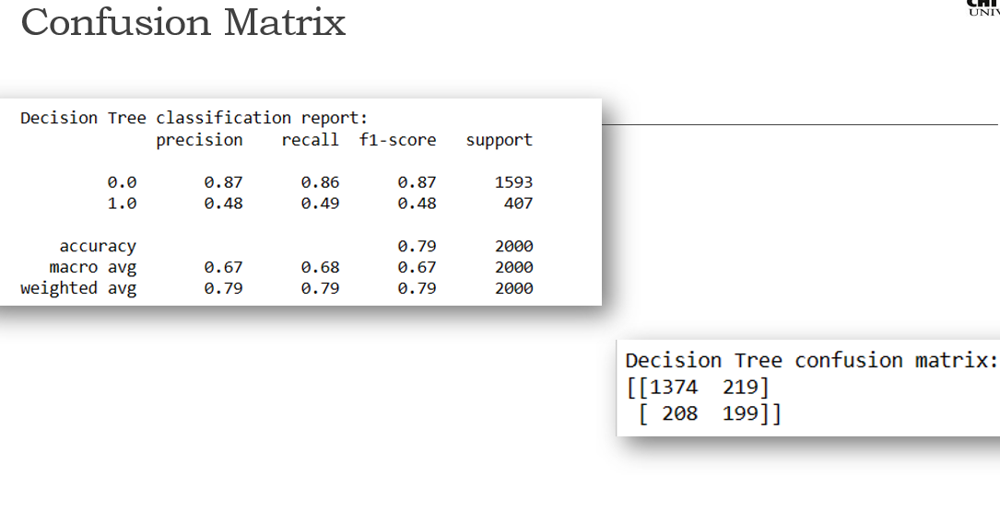 Confusion Matrix
UNIV
Decision Tree classification report:
precision recall f1-score support
0.0 0.87 0.86 0.87 1593
1.0 0.48 0.49 0.48 407
accuracy 0.79 2000
macro avg 0.67 0.68 0.67 2000
weighted avg 0.79 0.79 0.79 2000
Decision Tree confusion matrix:
[[1374 219]
[ 208 199]]